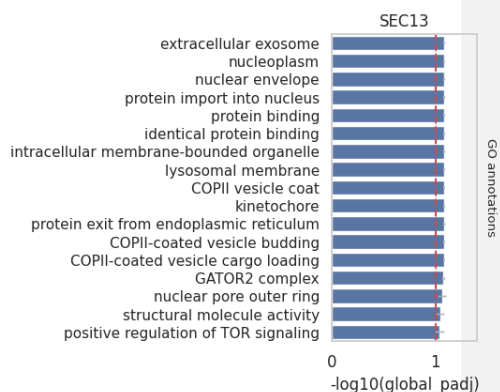 SEC13
extracellular exosome
nucleoplasm
nuclear envelope
protein import into nucleus
protein binding
identical protein binding
intracellular membrane-bounded organelle
lysosomal membrane
COPII vesicle coat
kinetochore
protein exit from endoplasmic reticulum
COPII-coated vesicle budding
COPII-coated vesicle cargo loading
GATOR2 complex
nuclear pore outer ring
structural molecule activity
positive regulation of TOR signaling
GO annotations
0 1
-log10(global_padj)